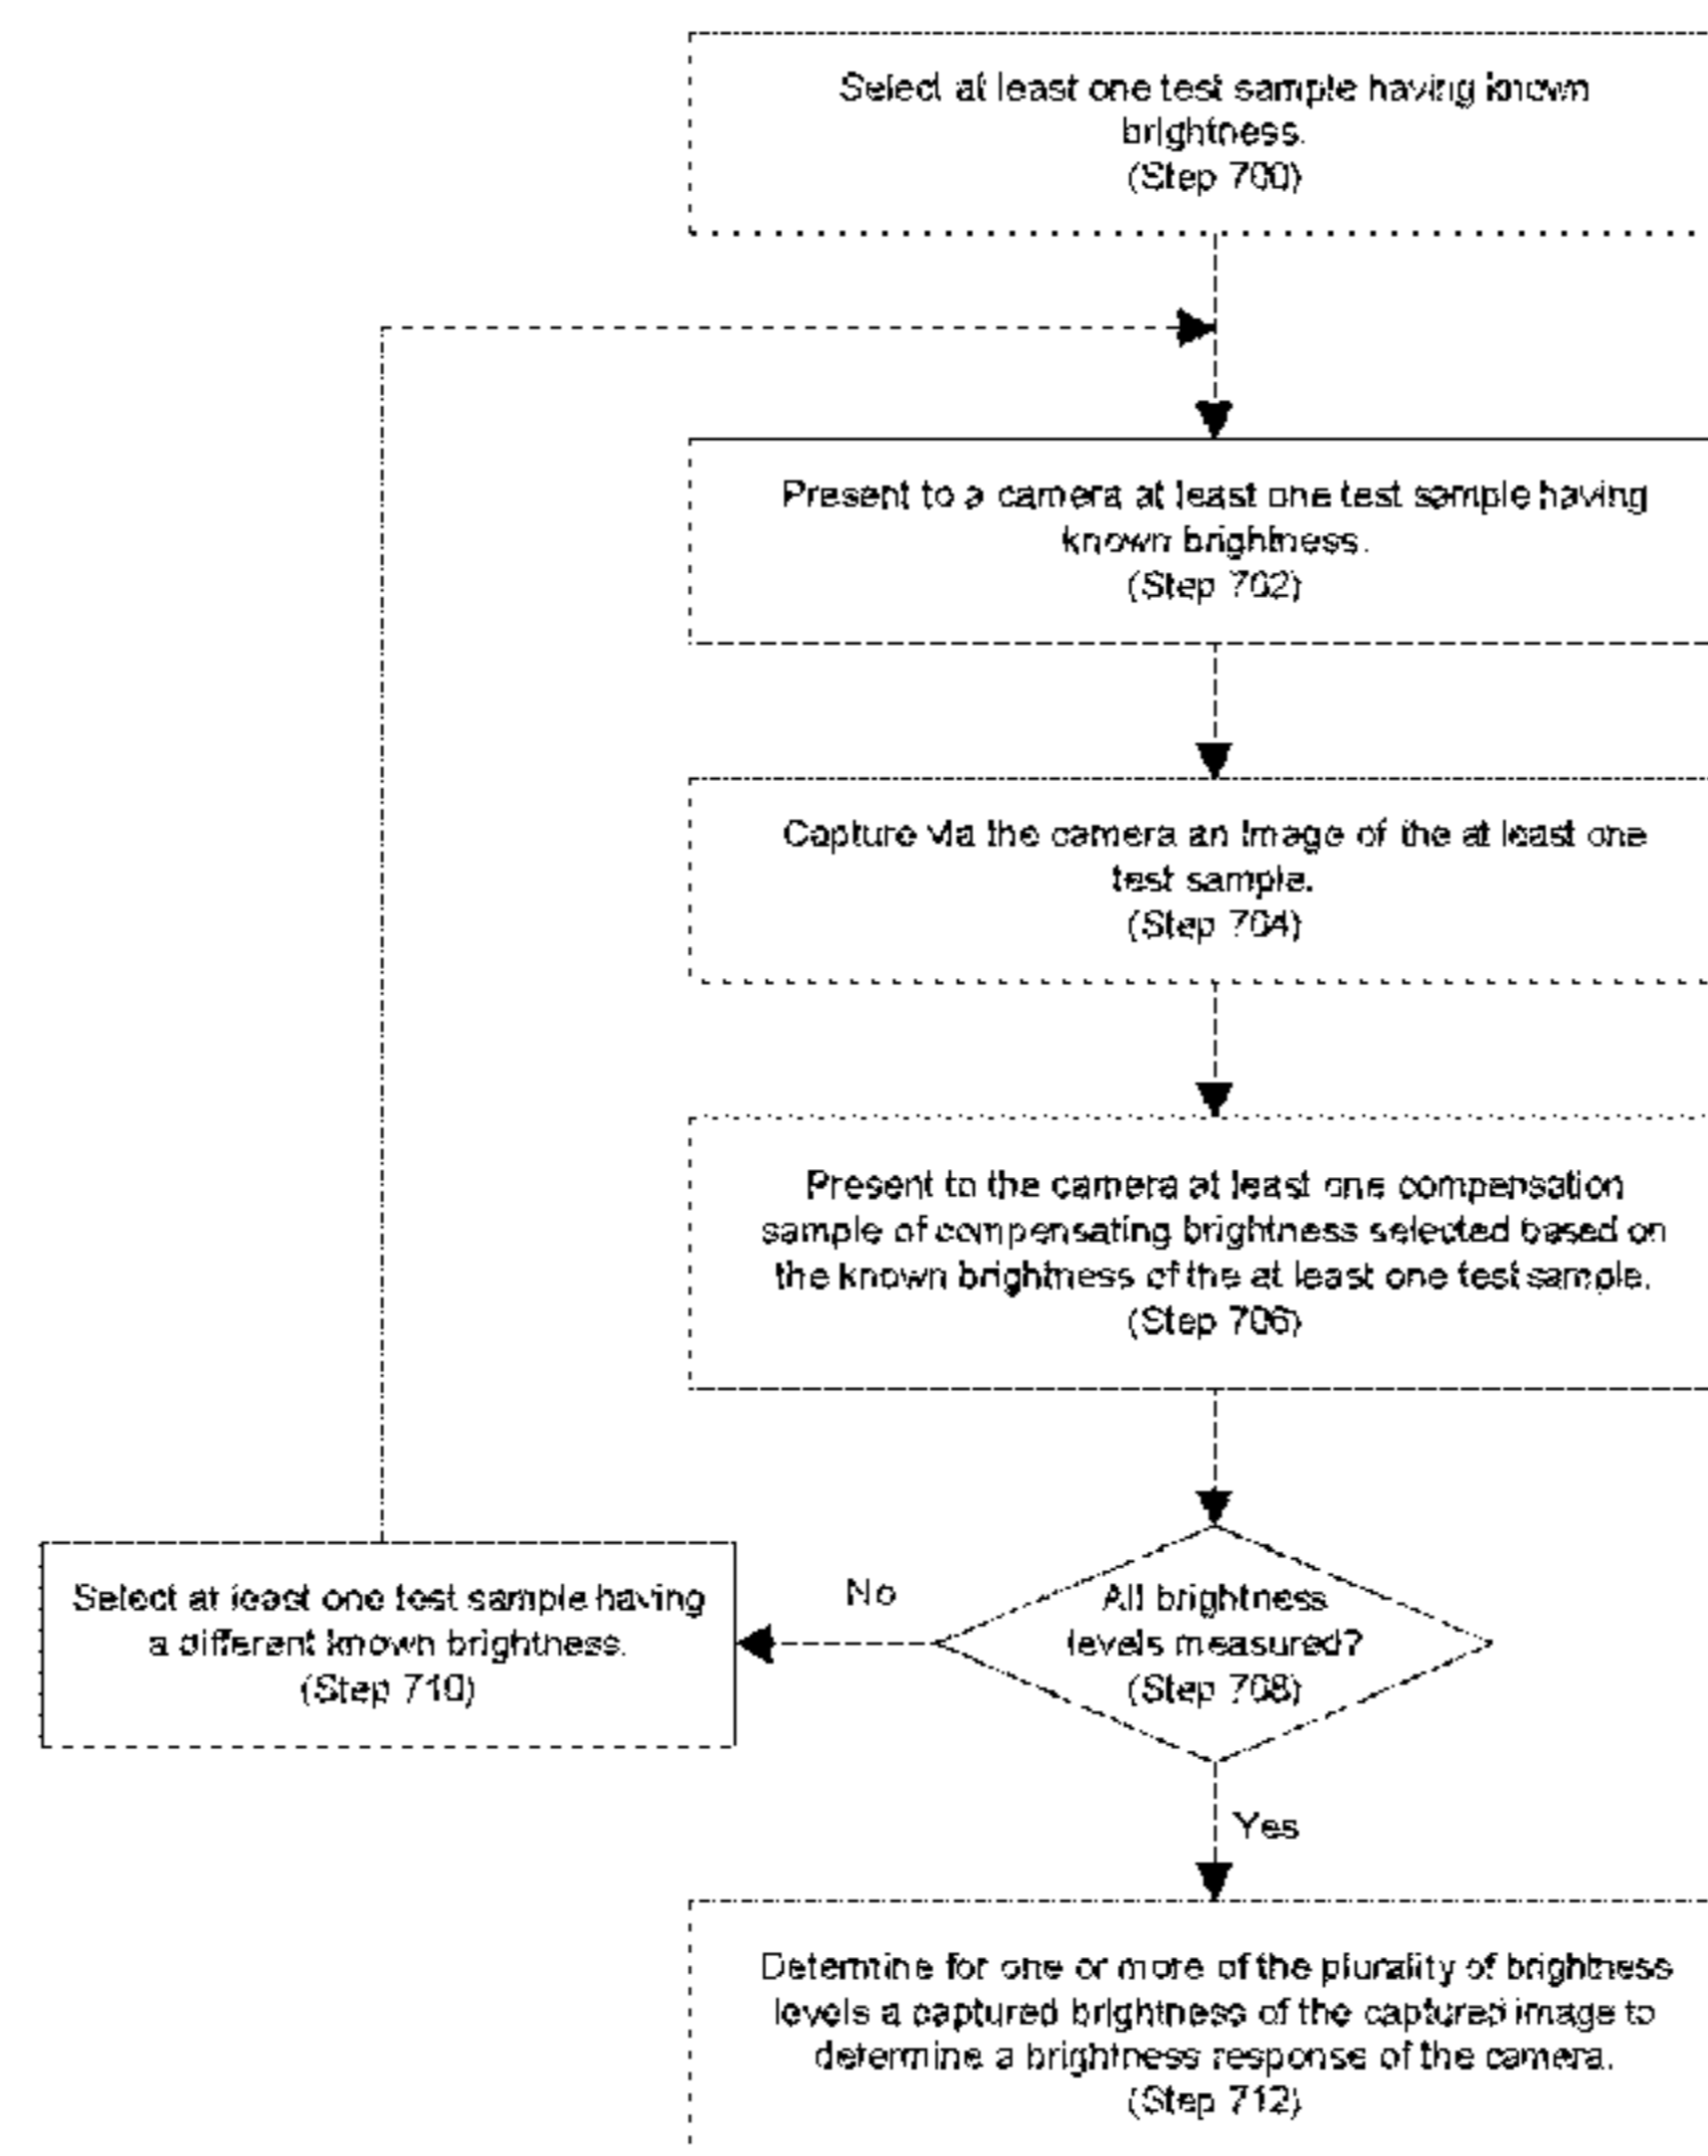 Select at least one test sample having known
brightness.
(Step 700)
Present to a camera at least one test sample having
known brightness.
(Step 702)
Capture via the camera an image of the at least one
test sample.
(Step 704)
Present to the camera at least one compensation
sample of compensating brightness selected based on
the known brightness of the at least one test sample.
(Step 706)
All brightness
levels measured?
(Step 708)
No
Select at least one test sample having
a different known brightness.
(Step 710)
Yes
Determine for one or more of the plurality of brightness
levels a captured brightness of the captured image to
determine a brightness response of the camera.
(Step 712)